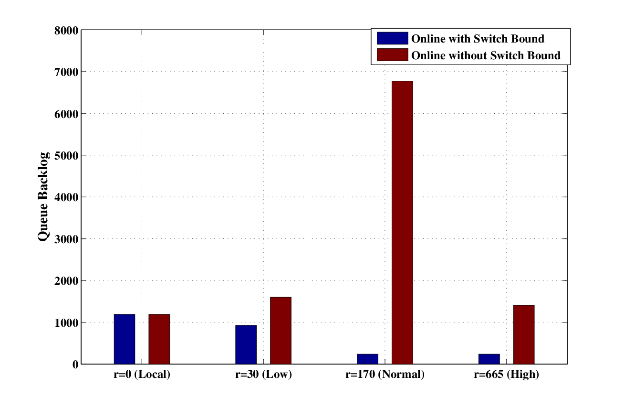 Online with Switch Bound
Online without Switch Bound
Queue Backlog
8000
7000
6000
5000
4000
3000
2000
1000
0
r=0 (Local)
r=30 (Low)
r=170 (Normal)
r=665 (High)